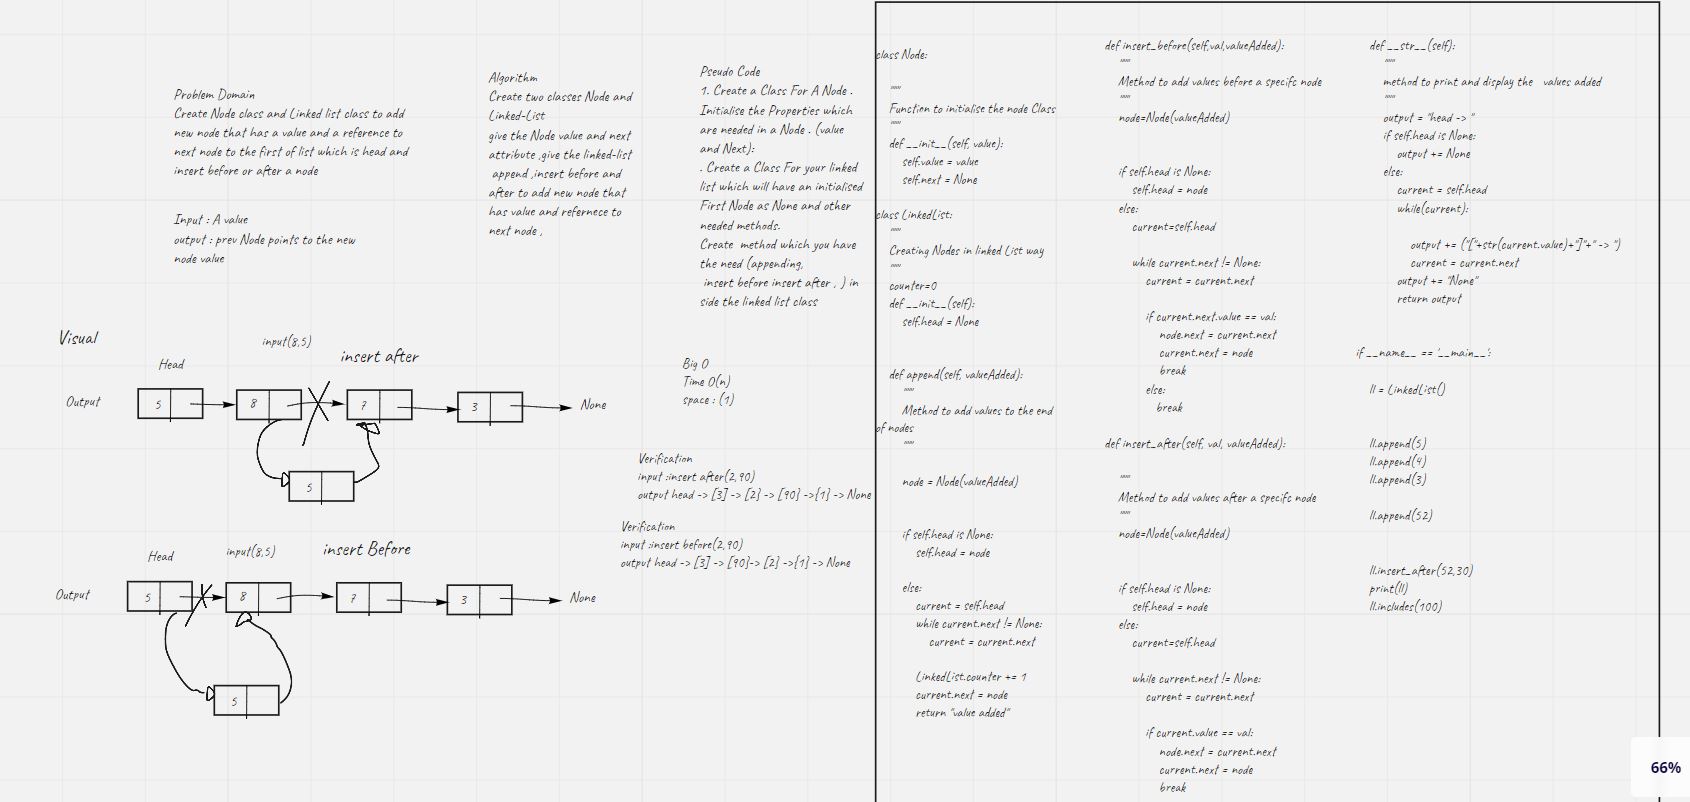 Problem Domain
Create Node class and Linked list class to add
new node that has a value and a reference to
next node to the first of list which is head and
insert before or after a node
Input : A value
output : prev Node points to the new
node value
Algorithm
Create two classes Node and
Linked-List
give the Node value and next
attribute ,give the linked-list
append ,insert before and
after to add new node that
has value and refernece to
next node ,
Pseudo Code
1. Create a Class For A Node .
Initialise the Properties which
are needed in a Node . (value
and Next):
. Create a Class For your linked
list which will have an initialised
First Node as None and other
needed methods.
Create method which you have
the need (appending,
insert before insert after , ) in
side the linked list class
Visual
input(8,5)
insert after
Head
Output
5
8
7
3
None
5
Big O
Time O(n)
space : (1)
Verification
input :insert after(2,90)
output head -> [3] -> [2] -> [90] ->{1} -> None
Verification
input :insert before(2,90)
output head -> [3] -> [90]-> [2] ->{1} -> None
Head
input(8,5)
insert Before
Output
5
8
7
3
None
5
class Node:
"""
Function to initialise the node Class
"""
def __init__(self, value):
self.value = value
self.next = None
class LinkedList:
"""
Creating Nodes in linked List way
"""
counter=0
def __init__(self):
self.head = None
def append(self, valueAdded):
"""
Method to add values to the end
of nodes
"""
node = Node(valueAdded)
if self.head is None:
self.head = node
else:
current = self.head
while current.next != None:
current = current.next
LinkedList.counter += 1
current.next = node
return "value added"
def insert_before(self,val,valueAdded):
"""
Method to add values before a specifc node
"""
node=Node(valueAdded)
if self.head is None:
self.head = node
else:
current=self.head
while current.next != None:
current = current.next
if current.next.value == val:
node.next = current.next
current.next = node
break
else:
break
def insert_after(self, val, valueAdded):
"""
Method to add values after a specifc node
"""
node=Node(valueAdded)
if self.head is None:
self.head = node
else:
current=self.head
while current.next != None:
current = current.next
if current.value == val:
node.next = current.next
current.next = node
break
def __str__(self):
"""
method to print and display the values added
"""
output = "head -> "
if self.head is None:
output += None
else:
current = self.head
while(current):
output += ("["+str(current.value)+"]"+" -> ")
current = current.next
output += "None"
return output
if __name__ == '__main__':
ll = LinkedList()
ll.append(5)
ll.append(4)
ll.append(3)
ll.append(52)
ll.insert_after(52,30)
print(ll)
ll.includes(100)
66%